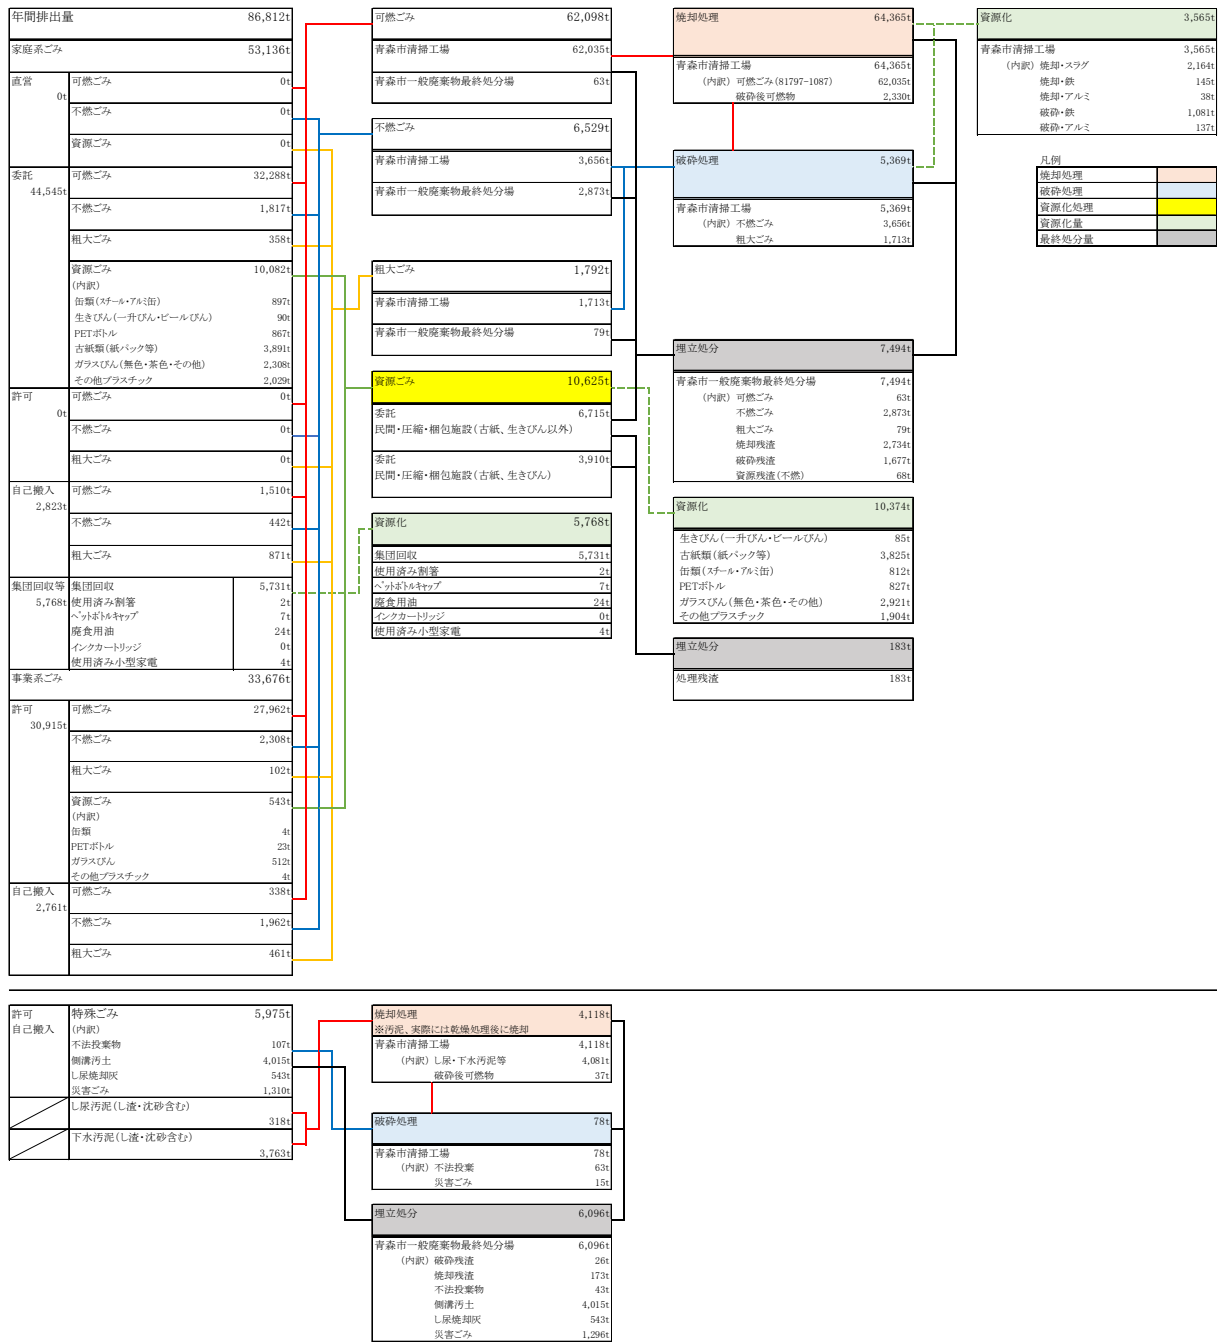 年間排出量 86,812t
家庭系ごみ 53,136t
直営 0t
可燃ごみ 0t
不燃ごみ 0t
資源ごみ 0t
委託 44,545t
可燃ごみ 32,288t
不燃ごみ 1,817t
粗大ごみ 358t
資源ごみ 10,082t
(内訳)
缶類(スチール・アルミ缶) 897t
生きびん(一升びん・ビールびん) 90t
PETボトル 867t
古紙類(紙パック等) 3,891t
ガラスびん(無色・茶色・その他) 2,308t
その他プラスチック 2,029t
許可 0t
可燃ごみ 0t
不燃ごみ 0t
粗大ごみ 0t
自己搬入 2,823t
可燃ごみ 1,510t
不燃ごみ 442t
粗大ごみ 871t
集団回収等 5,768t
集団回収 5,731t
使用済み割箸 2t
ペットボトルキャップ 7t
廃食用油 24t
インクカートリッジ 0t
使用済み小型家電 4t
事業系ごみ 33,676t
許可 30,915t
可燃ごみ 27,962t
不燃ごみ 2,308t
粗大ごみ 102t
資源ごみ 543t
(内訳)
缶類 4t
PETボトル 23t
ガラスびん 512t
その他プラスチック 4t
自己搬入 2,761t
可燃ごみ 338t
不燃ごみ 1,962t
粗大ごみ 461t
可燃ごみ 62,098t
青森市清掃工場 62,035t
青森市一般廃棄物最終処分場 63t
不燃ごみ 6,529t
青森市清掃工場 3,656t
青森市一般廃棄物最終処分場 2,873t
粗大ごみ 1,792t
青森市清掃工場 1,713t
青森市一般廃棄物最終処分場 79t
資源ごみ 10,625t
委託 6,715t
民間・圧縮・梱包施設(古紙、生きびん以外)
委託 3,910t
民間・圧縮・梱包施設(古紙、生きびん)
資源化 5,768t
集団回収 5,731t
使用済み割箸 2t
ペットボトルキャップ 7t
廃食用油 24t
インクカートリッジ 0t
使用済み小型家電 4t
焼却処理 64,365t
青森市清掃工場 64,365t
(内訳) 可燃ごみ(81797-1087) 62,035t
破砕後可燃物 2,330t
破砕処理 5,369t
青森市清掃工場 5,369t
(内訳) 不燃ごみ 3,656t
粗大ごみ 1,713t
埋立処分 7,494t
青森市一般廃棄物最終処分場 7,494t
(内訳) 可燃ごみ 63t
不燃ごみ 2,873t
粗大ごみ 79t
焼却残渣 2,734t
破砕残渣 1,677t
資源残渣(不燃) 68t
資源化 10,374t
生きびん(一升びん・ビールびん) 85t
古紙類(紙パック等) 3,825t
缶類(スチール・アルミ缶) 812t
PETボトル 827t
ガラスびん(無色・茶色・その他) 2,921t
その他プラスチック 1,904t
埋立処分 183t
処理残渣 183t
資源化 3,565t
青森市清掃工場 3,565t
(内訳) 焼却・スラグ 2,164t
焼却・鉄 145t
焼却・アルミ 38t
破砕・鉄 1,081t
破砕・アルミ 137t
凡例
焼却処理
破砕処理
資源化処理
資源化量
最終処分量
許可
自己搬入
特殊ごみ 5,975t
(内訳)
不法投棄物 107t
側溝汚土 4,015t
し尿焼却灰 543t
災害ごみ 1,310t
し尿汚泥(し渣・沈砂含む) 318t
下水汚泥(し渣・沈砂含む) 3,763t
焼却処理 4,118t
※汚泥、実際には乾燥処理後に焼却
青森市清掃工場 4,118t
(内訳) し尿・下水汚泥等 4,081t
破砕後可燃物 37t
破砕処理 78t
青森市清掃工場 78t
(内訳) 不法投棄 63t
災害ごみ 15t
埋立処分 6,096t
青森市一般廃棄物最終処分場 6,096t
(内訳) 破砕残渣 26t
焼却残渣 173t
不法投棄物 43t
側溝汚土 4,015t
し尿焼却灰 543t
災害ごみ 1,296t